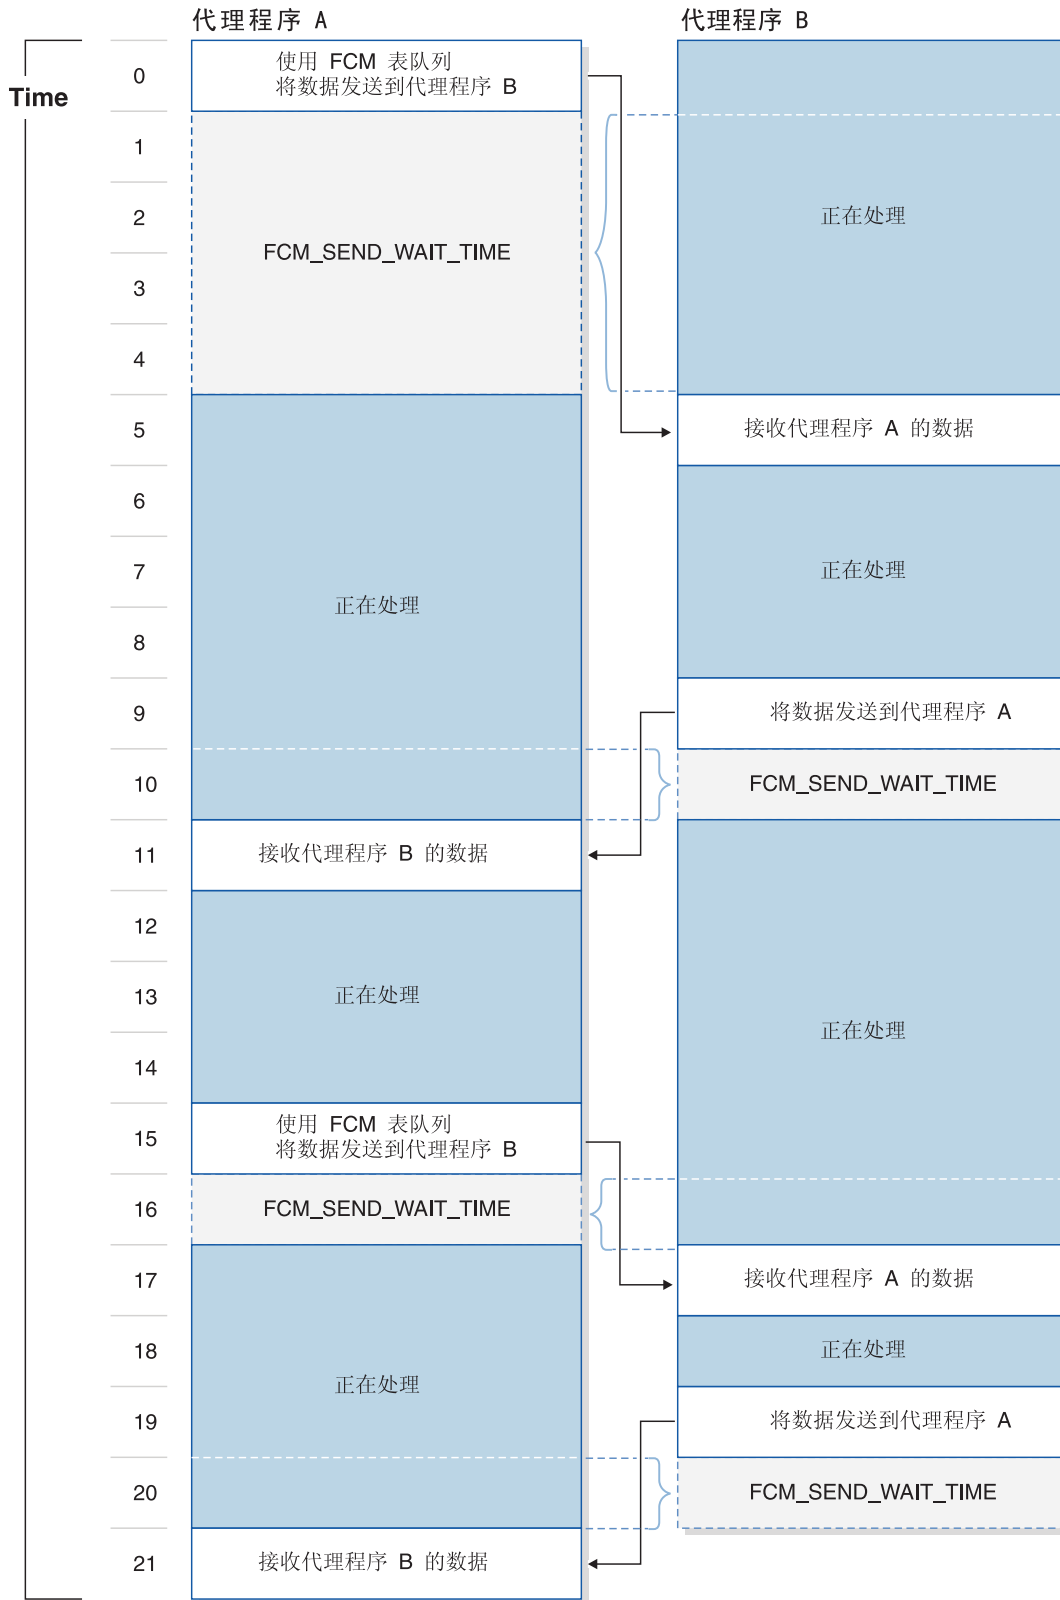 代理程序 A
代理程序 B
Time
0
使用 FCM 表队列
将数据发送到代理程序 B
1
2
正在处理
FCM_SEND_WAIT_TIME
3
4
5
接收代理程序 A 的数据
6
7
正在处理
正在处理
8
9
将数据发送到代理程序 A
10
FCM_SEND_WAIT_TIME
11
接收代理程序 B 的数据
12
13
正在处理
正在处理
14
15
使用 FCM 表队列
将数据发送到代理程序 B
16
FCM_SEND_WAIT_TIME
17
接收代理程序 A 的数据
18
正在处理
正在处理
19
将数据发送到代理程序 A
20
FCM_SEND_WAIT_TIME
21
接收代理程序 B 的数据